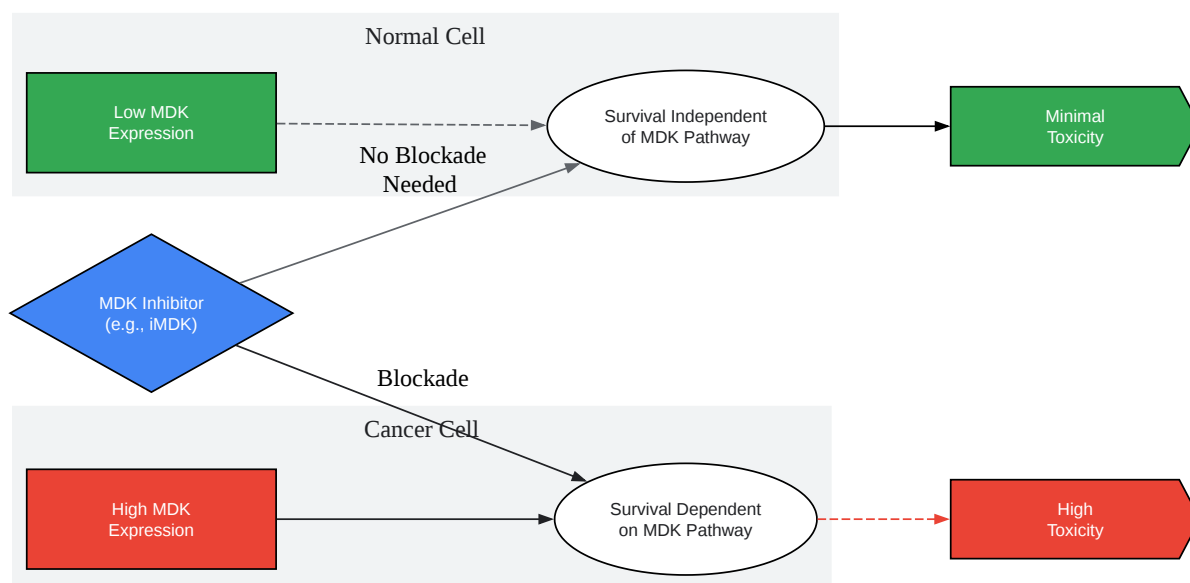 Normal Cell
Low MDK
Expression
Survival Independent
of MDK Pathway
Minimal
Toxicity
No Blockade
Needed
MDK Inhibitor
(e.g., iMDK)
Blockade
Cancer Cell
High MDK
Expression
Survival Dependent
on MDK Pathway
High
Toxicity